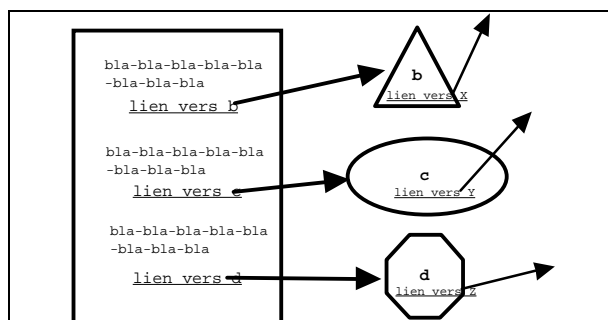 bla-bla-bla-bla-bla
-bla-bla-bla
lien vers b
bla-bla-bla-bla-bla
-bla-bla-bla
lien vers c
bla-bla-bla-bla-bla
-bla-bla-bla
lien vers d
b
lien vers X
c
lien vers Y
d
lien vers Z